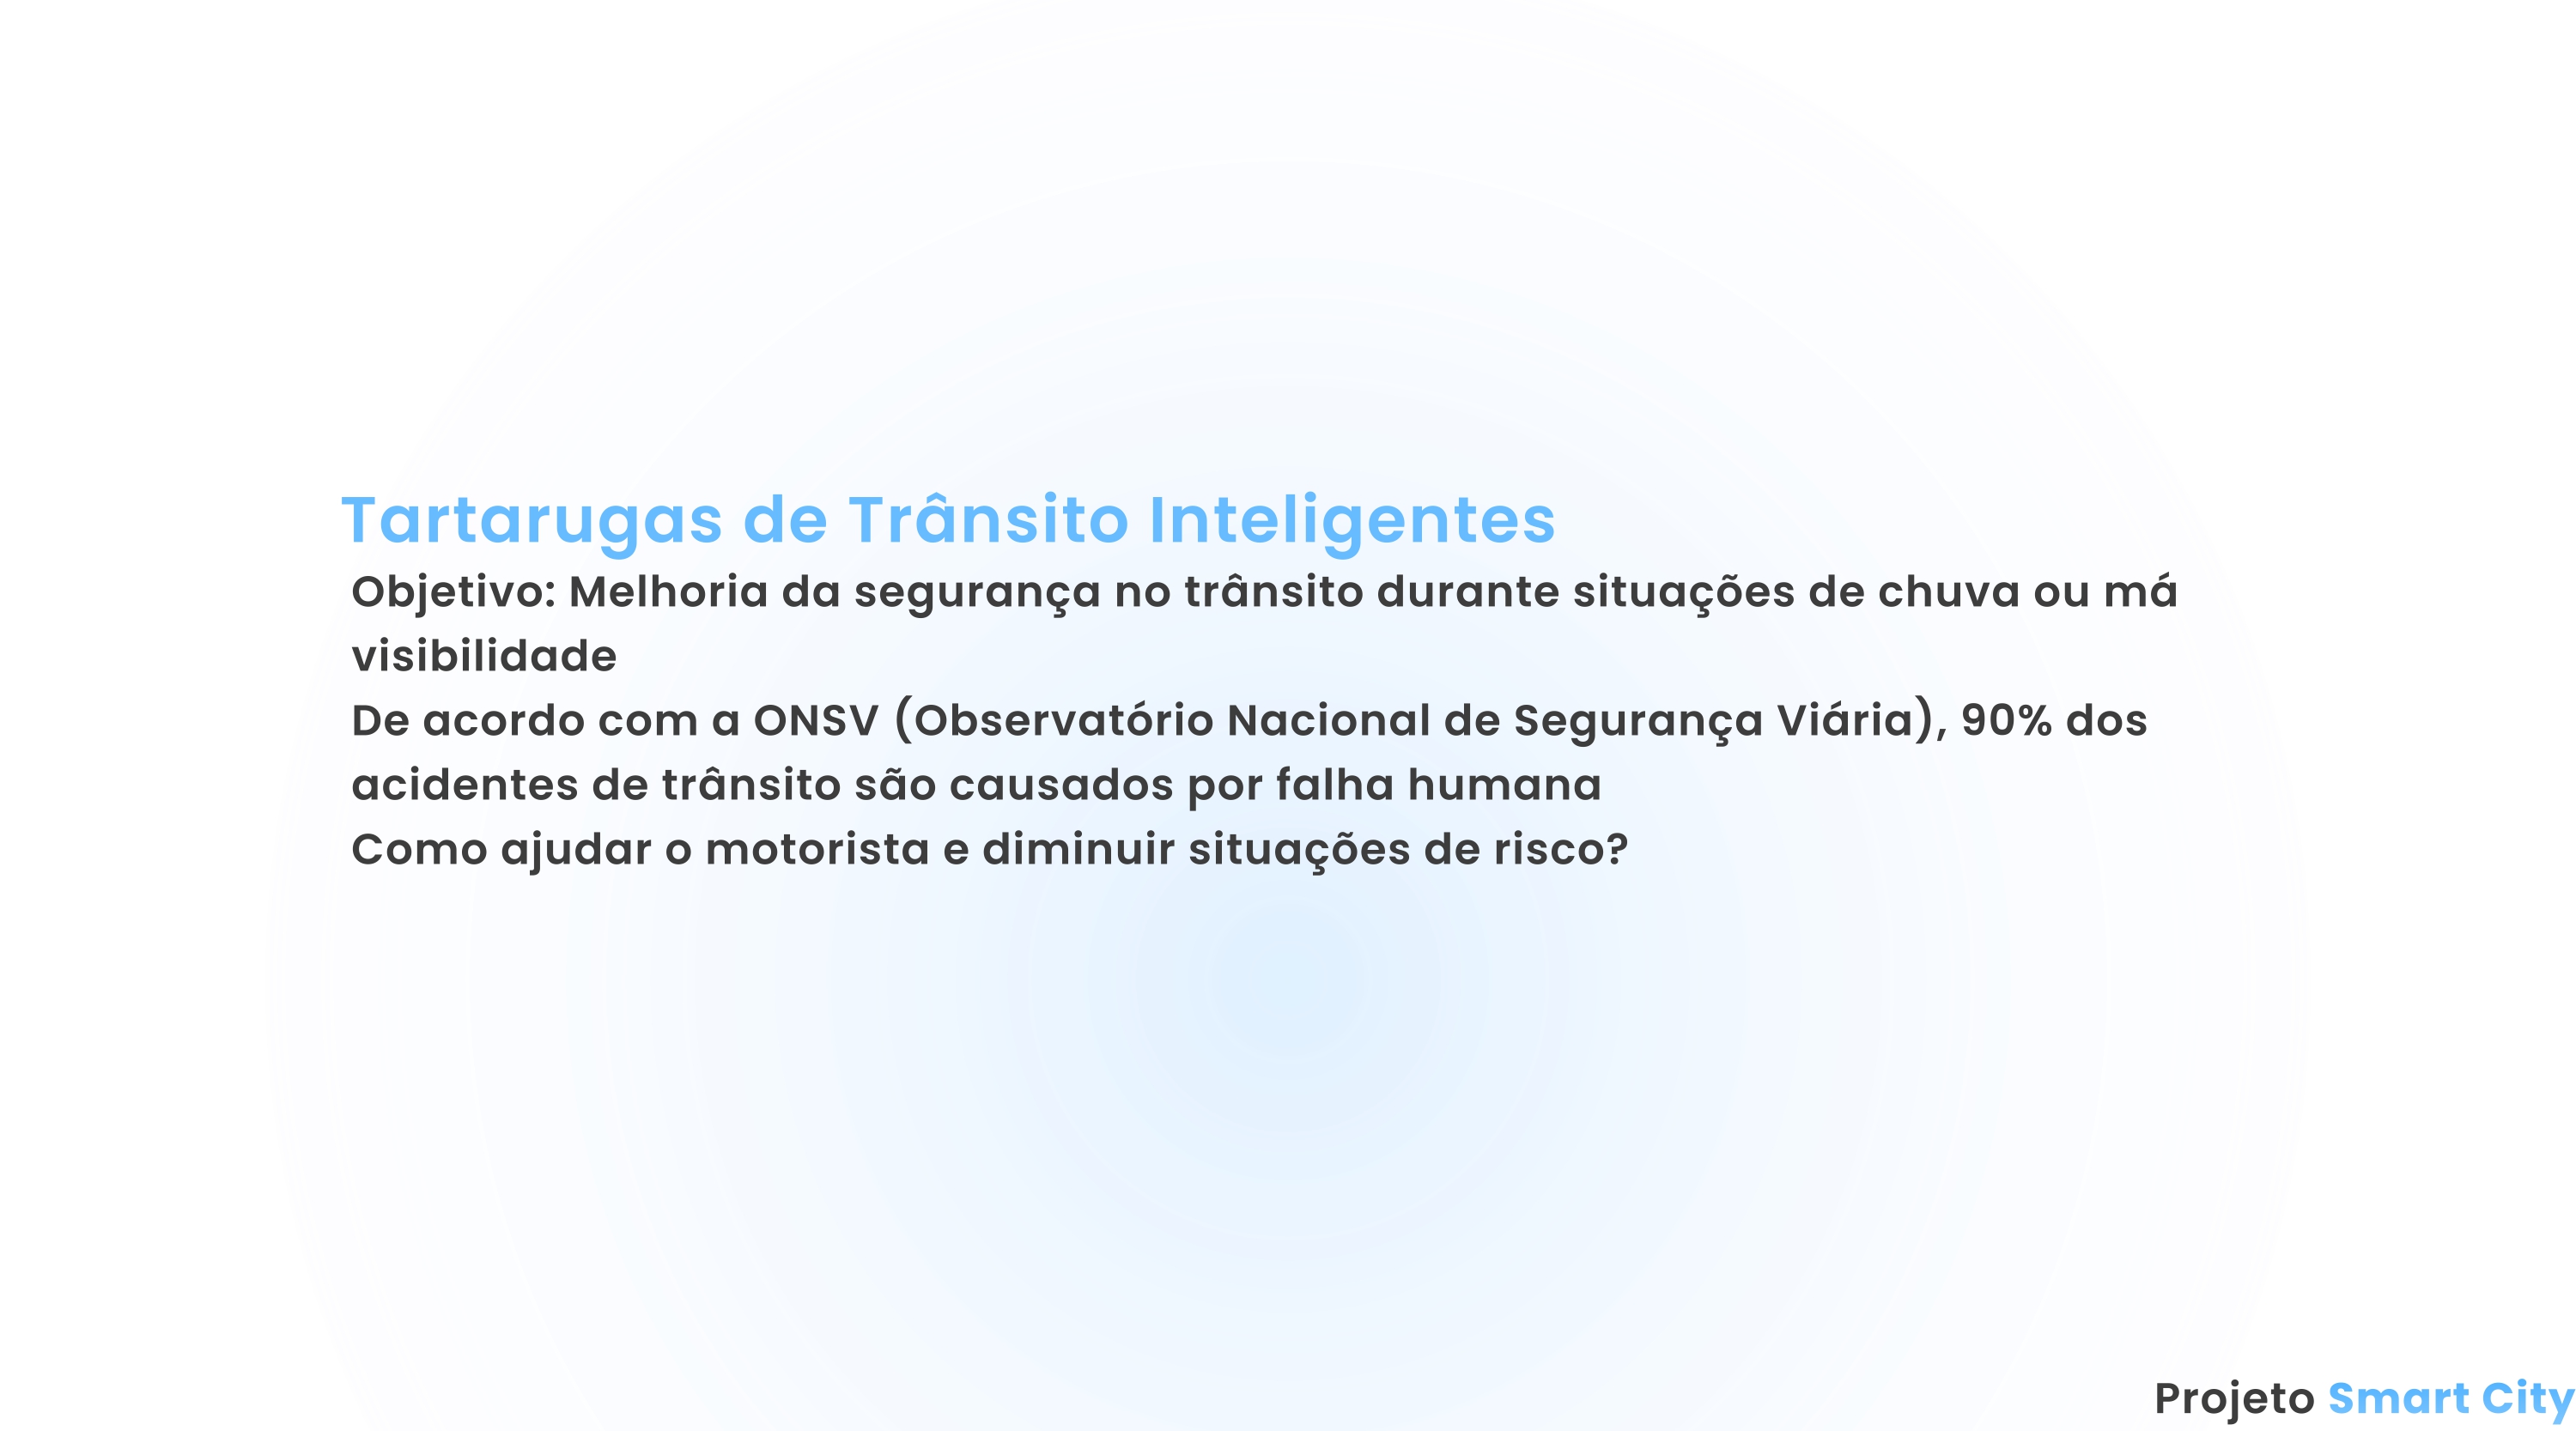 Tartarugas de Trânsito Inteligentes
Objetivo: Melhoria da segurança no trânsito durante situações de chuva ou má
visibilidade
De acordo com a ONSV (Observatório Nacional de Segurança Viária), 90% dos
acidentes de trânsito são causados por falha humana
Como ajudar o motorista e diminuir situações de risco?
Projeto Smart City